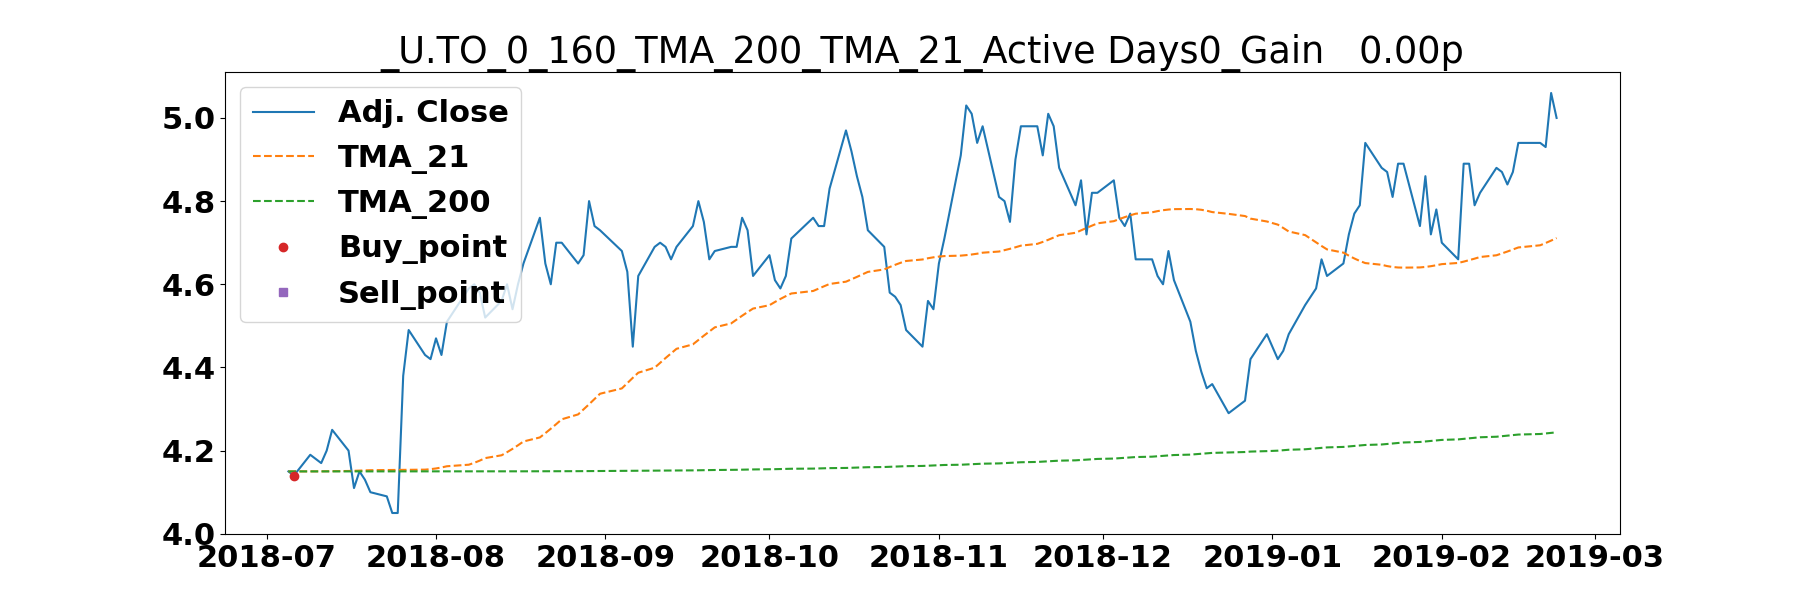 _U.TO_0_160_TMA_200_TMA_21_Active Days0_Gain   0.00p
5.0
4.8
4.6
4.4
4.2
4.0
Adj. Close
TMA_21
TMA_200
Buy_point
Sell_point
2018-07 2018-08 2018-09 2018-10 2018-11 2018-12 2019-01 2019-02 2019-03